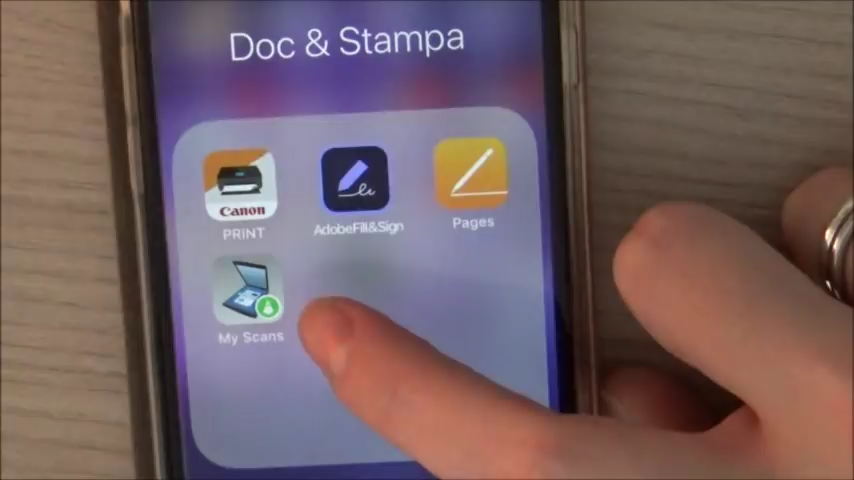 Doc & Stampa
Canon
PRINT
AdobeFill&Sign
Pages
My Scans